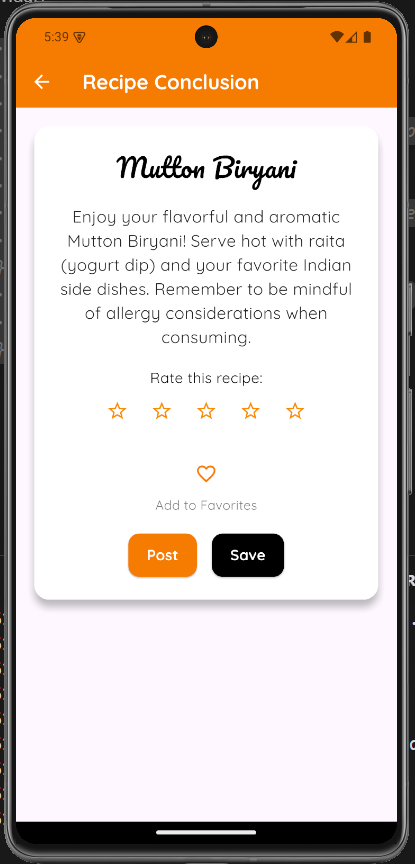 5:39
Recipe Conclusion
Mutton Biryani
Enjoy your flavorful and aromatic
Mutton Biryani! Serve hot with raita
(yogurt dip) and your favorite Indian
side dishes. Remember to be mindful
of allergy considerations when
consuming.
Rate this recipe:
Add to Favorites
Post Save